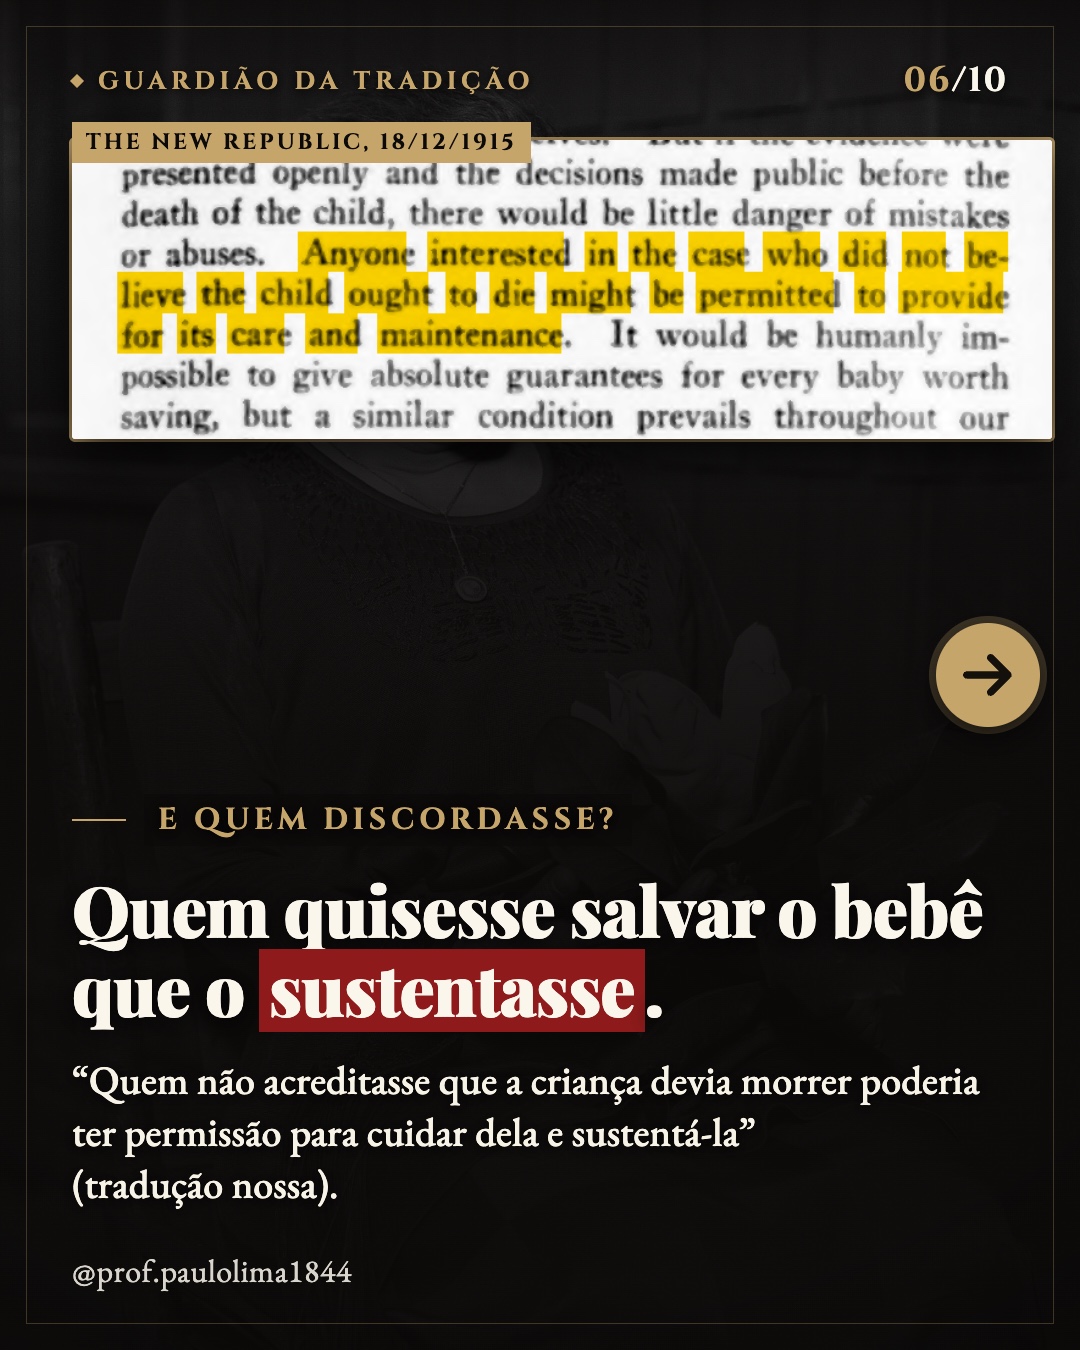 GUARDIÃO DA TRADIÇÃO
06/10
THE NEW REPUBLIC, 18/12/1915
But if the evidence were
presented openly and the decisions made public before the
death of the child, there would be little danger of mistakes
or abuses. Anyone interested in the case who did not be-
lieve the child ought to die might be permitted to provide
for its care and maintenance. It would be humanly im-
possible to give absolute guarantees for every baby worth
saving, but a similar condition prevails throughout our
E QUEM DISCORDASSE?
Quem quisesse salvar o bebê
que o sustentasse.
“Quem não acreditasse que a criança devia morrer poderia
ter permissão para cuidar dela e sustentá-la”
(tradução nossa).
@prof.paulolima1844